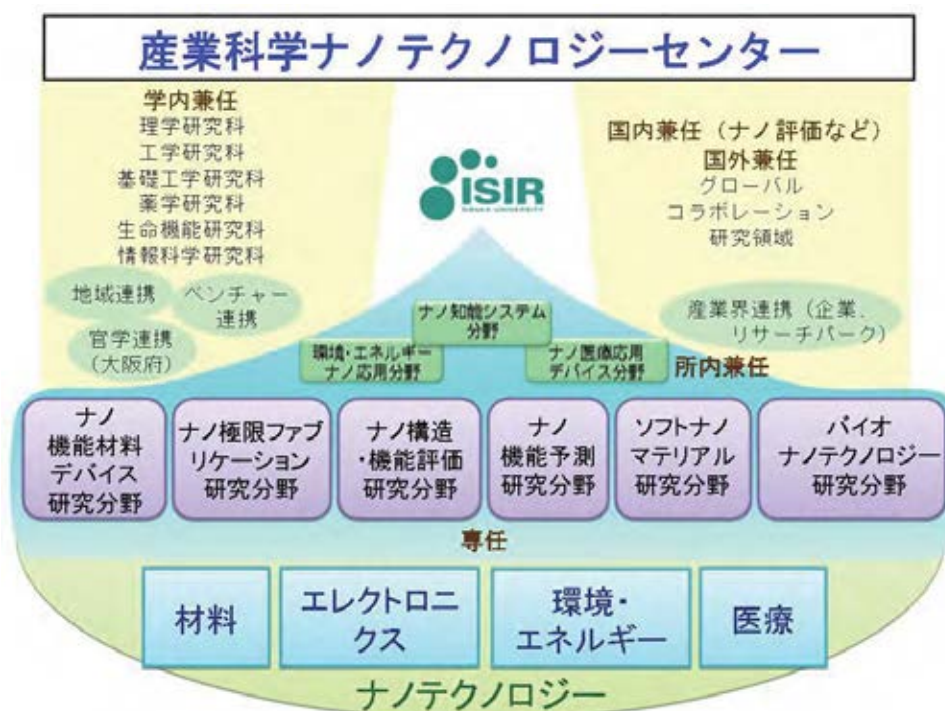 産業科学ナノテクノロジーセンター
学内兼任
理学研究科
工学研究科
基礎工学研究科
薬学研究科
生命機能研究科
情報科学研究科
地域連携
ベンチャー
連携
官学連携
(大阪府)
ISIR
OSAKA UNIVERSITY
国内兼任（ナノ評価など）
国外兼任
グローバル
コラボレーション
研究領域
産業界連携（企業、
リサーチパーク）
ナノ知能システム
分野
環境・エネルギー
ナノ応用分野
ナノ医療応用
デバイス分野
所内兼任
ナノ
機能材料
デバイス
研究分野
ナノ極限ファブ
リケーション
研究分野
ナノ構造
・機能評価
研究分野
ナノ
機能予測
研究分野
ソフトナノ
マテリアル
研究分野
バイオ
ナノテクノロジー
研究分野
専任
材料
エレクトロニ
クス
環境・
エネルギー
医療
ナノテクノロジー